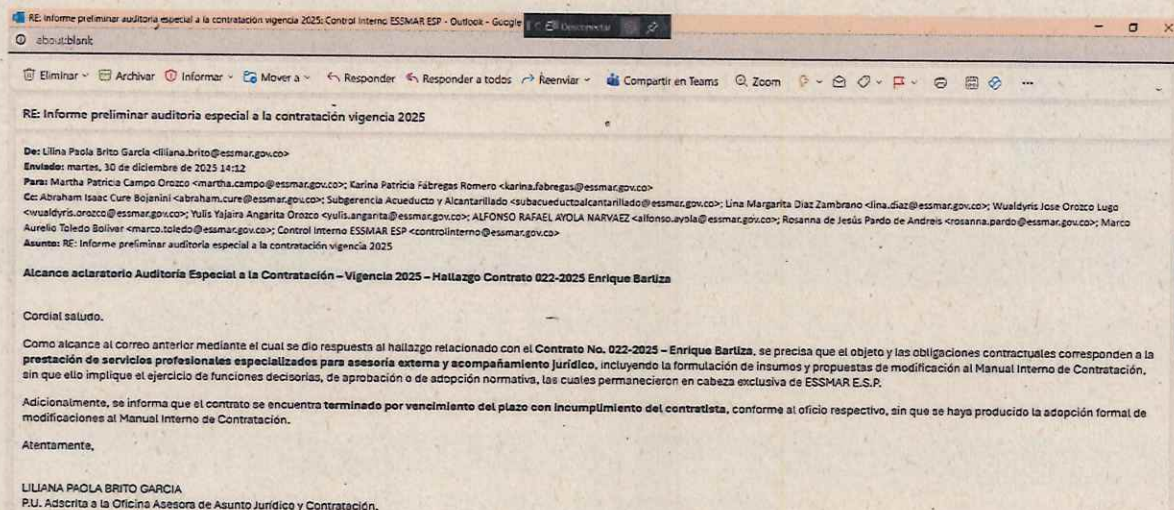 RE: Informe preliminar auditoria especial a la contratación vigencia 2025: Control Interno ESSMAR ESP - Outlook - Google
Desconectar
about:blank
Eliminar Archivar Informar Mover a Responder Responder a todos Reenviar Compartir en Teams Zoom ...
RE: Informe preliminar auditoria especial a la contratación vigencia 2025
De: Lilina Paola Brito García <liliana.brito@essmar.gov.co>
Enviado: martes, 30 de diciembre de 2025 14:12
Para: Martha Patricia Campo Orozco <martha.campo@essmar.gov.co>; Karina Patricia Fábregas Romero <karina.fabregas@essmar.gov.co>
Cc: Abraham Isaac Cure Bojanini <abraham.cure@essmar.gov.co>; Subgerencia Acueducto y Alcantarillado <subacueductoalcantarillado@essmar.gov.co>; Lina Margarita Diaz Zambrano <lina.diaz@essmar.gov.co>; Wualdyris Jose Orozco Lugo
<wualdyris.orozco@essmar.gov.co>; Yulis Yajaira Angarita Orozco <yulis.angarita@essmar.gov.co>; ALFONSO RAFAEL AYOLA NARVAEZ <alfonso.ayola@essmar.gov.co>; Rosanna de Jesús Pardo de Andreis <rosanna.pardo@essmar.gov.co>; Marco
Aurelio Toledo Bolivar <marco.toledo@essmar.gov.co>; Control Interno ESSMAR ESP <controlinterno@essmar.gov.co>
Asunto: RE: Informe preliminar auditoria especial a la contratación vigencia 2025
Alcance aclaratorio Auditoría Especial a la Contratación – Vigencia 2025 – Hallazgo Contrato 022-2025 Enrique Barliza
Cordial saludo.
Como alcance al correo anterior mediante el cual se dio respuesta al hallazgo relacionado con el Contrato No. 022-2025 – Enrique Barliza, se precisa que el objeto y las obligaciones contractuales corresponden a la
prestación de servicios profesionales especializados para asesoría externa y acompañamiento jurídico, incluyendo la formulación de insumos y propuestas de modificación al Manual Interno de Contratación,
sin que ello implique el ejercicio de funciones decisorias, de aprobación o de adopción normativa, las cuales permanecieron en cabeza exclusiva de ESSMAR E.S.P.
Adicionalmente, se informa que el contrato se encuentra terminado por vencimiento del plazo con incumplimiento del contratista, conforme al oficio respectivo, sin que se haya producido la adopción formal de
modificaciones al Manual Interno de Contratación.
Atentamente,
LILIANA PAOLA BRITO GARCIA
P.U. Adscrita a la Oficina Asesora de Asunto Jurídico y Contratación.